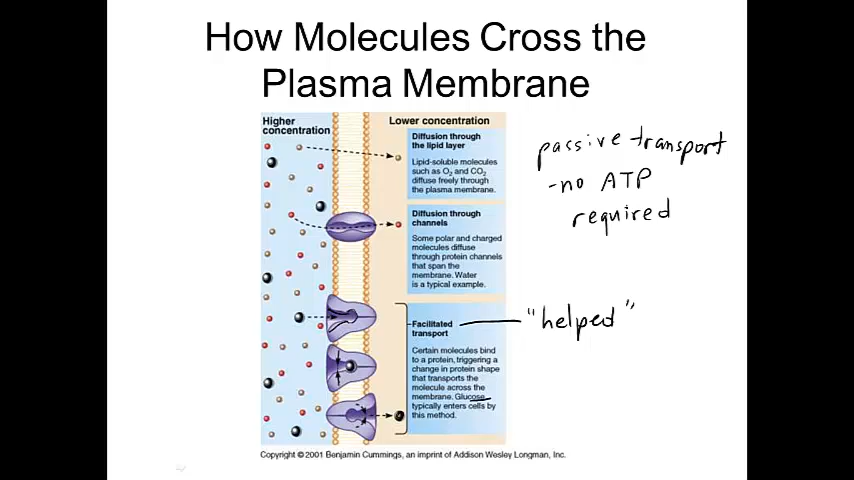 How Molecules Cross the
Plasma Membrane
Higher
concentration
Lower concentration
Diffusion through
the lipid layer
Lipid-soluble molecules
such as O2 and CO2
diffuse freely through
the plasma membrane.
Diffusion through
channels
Some polar and charged
molecules diffuse
through protein channels
that span the
membrane. Water
is a typical example.
Facilitated
transport
Certain molecules bind
to a protein, triggering a
change in protein shape
that transports the
molecule across the
membrane. Glucose
typically enters cells by
this method.
passive transport
-no ATP
required
"helped"
Copyright © 2001 Benjamin Cummings, an imprint of Addison Wesley Longman, Inc.